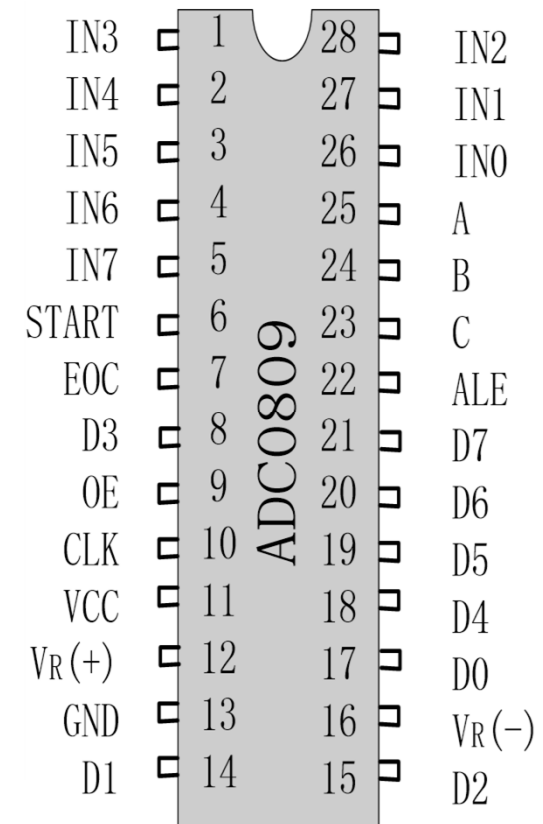 IN3 1 28 IN2
IN4 2 27 IN1
IN5 3 26 IN0
IN6 4 25 A
IN7 5 24 B
START 6 23 C
EOC 7 22 ALE
D3 8 21 D7
OE 9 20 D6
CLK 10 19 D5
VCC 11 18 D4
VR(+) 12 17 D0
GND 13 16 VR(-)
D1 14 15 D2
ADC0809